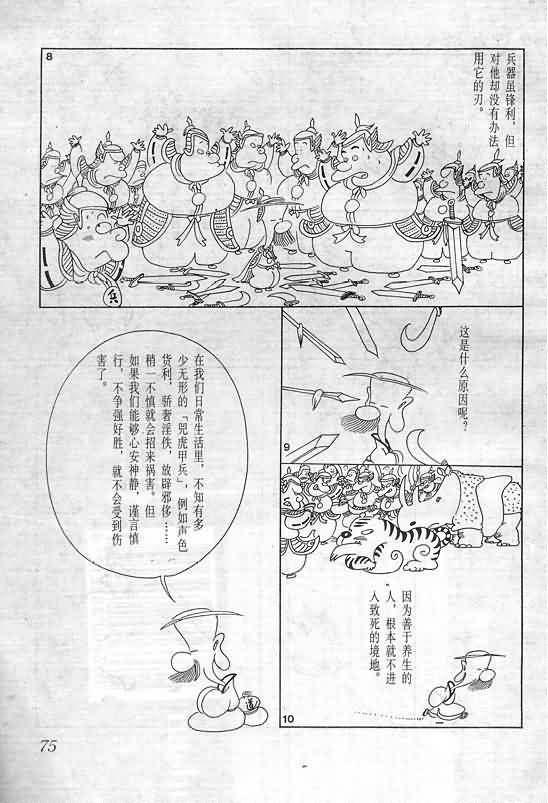 8
兵器虽锋利，但
对他却没有办法
用它的刃。
兵
这是什么原因呢？
9
因为善于养生的
人，根本就不进
入致死的境地。
10
在我们日常生活里，不知有多
少无形的「兕虎甲兵」，例如声色
货利，骄奢淫佚，放辟邪侈……
稍一不慎就会招来祸害。但
如果我们能够心安神静，谨言慎
行，不争强好胜，就不会受到伤
害了。
道
75